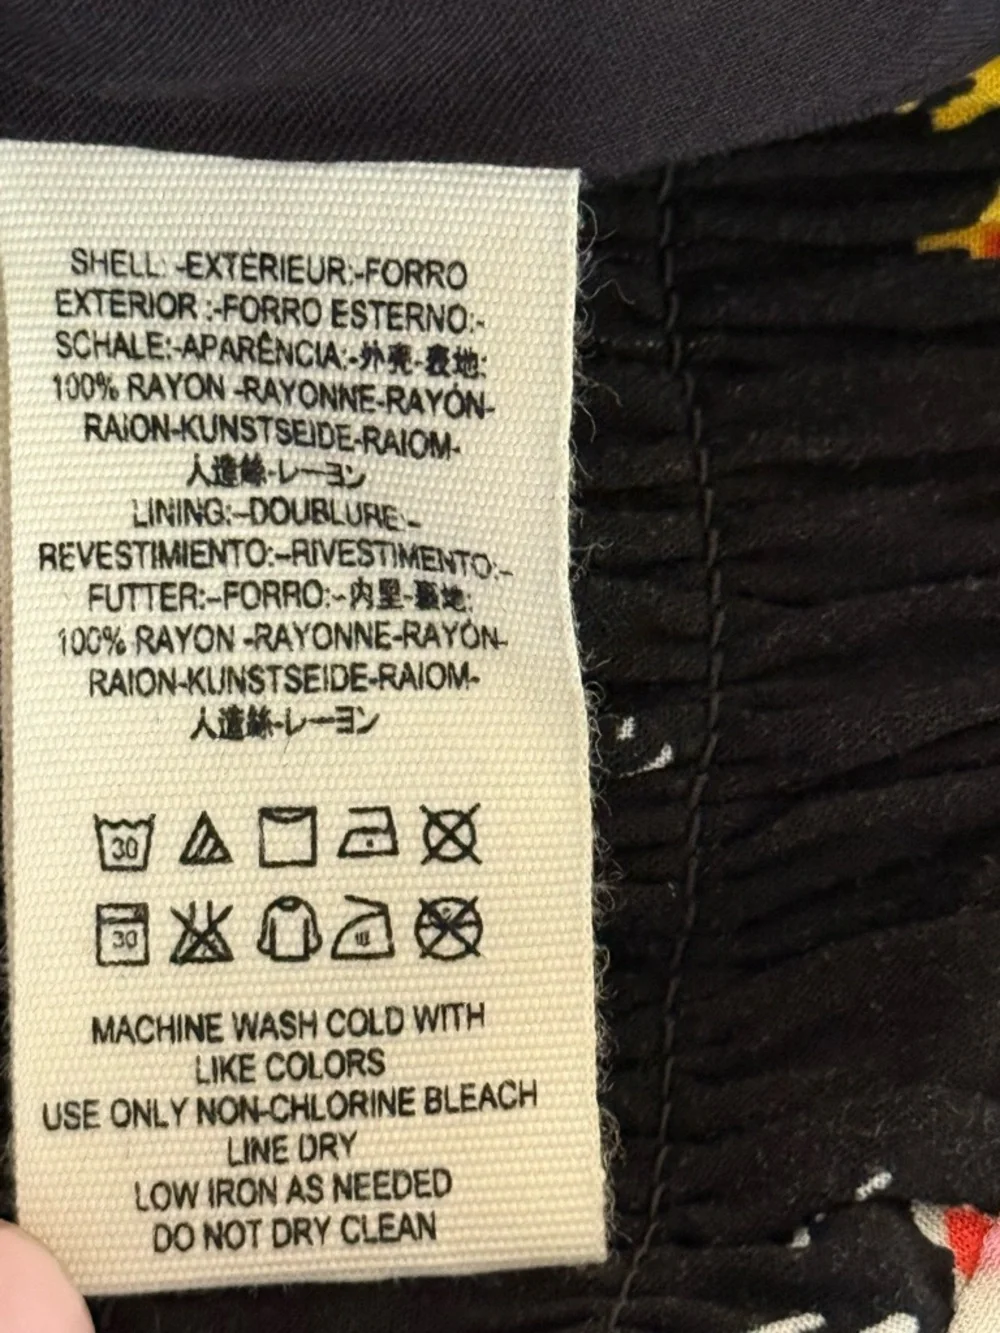 SHELL: -EXTÉRIEUR:-FORRO
EXTERIOR :-FORRO ESTERNO:-
SCHALE:-APARÊNCIA:-外壳-表地:
100% RAYON -RAYONNE-RAYÓN-
RAION-KUNSTSEIDE-RAIOM-
人造絲-レーヨン
LINING:-DOUBLURE:-
REVESTIMIENTO:-RIVESTIMENTO:-
FUTTER:-FORRO:-内里-裏地:
100% RAYON -RAYONNE-RAYÓN-
RAION-KUNSTSEIDE-RAIOM-
人造絲-レーヨン
30
30
MACHINE WASH COLD WITH
LIKE COLORS
USE ONLY NON-CHLORINE BLEACH
LINE DRY
LOW IRON AS NEEDED
DO NOT DRY CLEAN